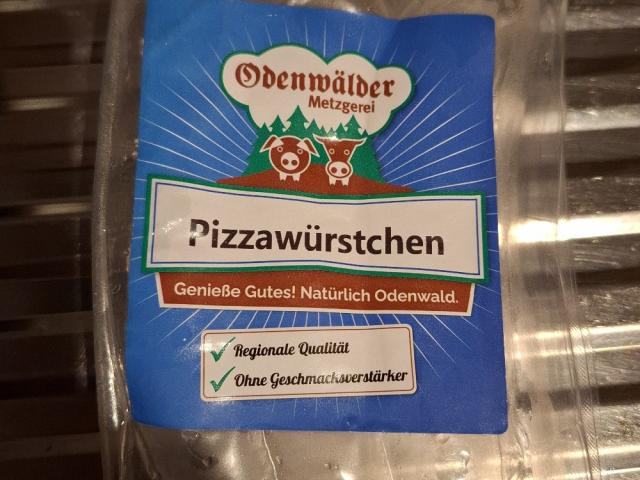 Odenwälder
Metzgerei
Pizzawürstchen
Genieße Gutes! Natürlich Odenwald.
Regionale Qualität
Ohne Geschmacksverstärker